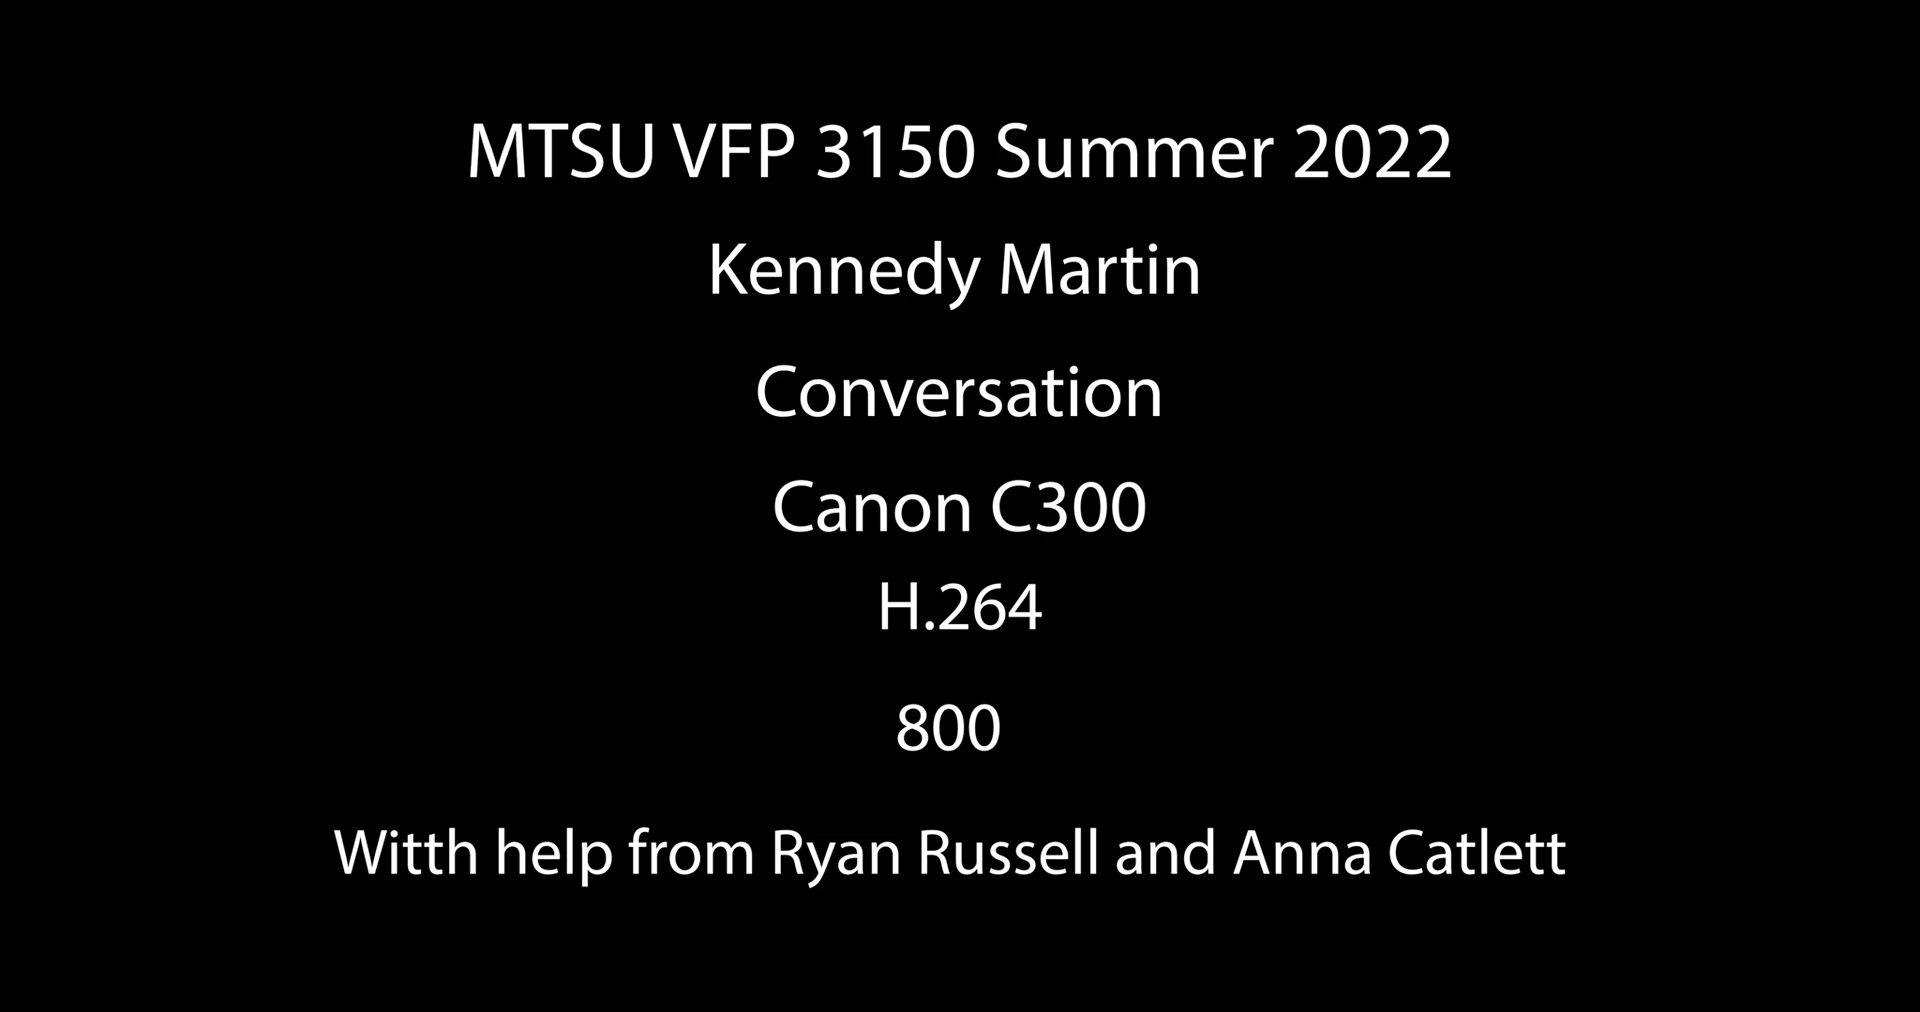 MTSU VFP 3150 Summer 2022
Kennedy Martin
Conversation
Canon C300
H.264
800
Witth help from Ryan Russell and Anna Catlett